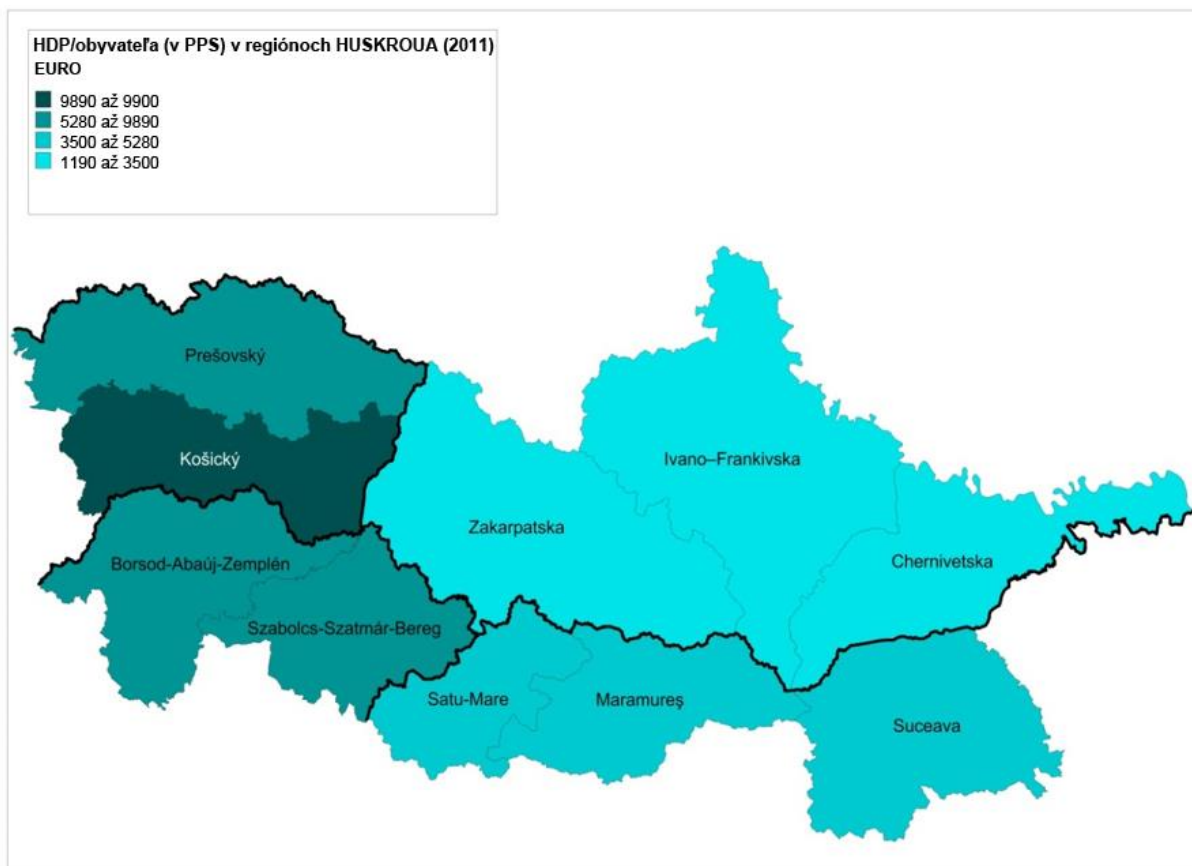 HDP/obyvateľa (v PPS) v regiónoch HUSKROUA (2011)
EURO
9890 až 9900
5280 až 9890
3500 až 5280
1190 až 3500
Prešovský
Košický
Ivano–Frankivska
Zakarpatska
Chernivetska
Borsod-Abaúj-Zemplén
Szabolcs-Szatmár-Bereg
Satu-Mare
Maramureş
Suceava